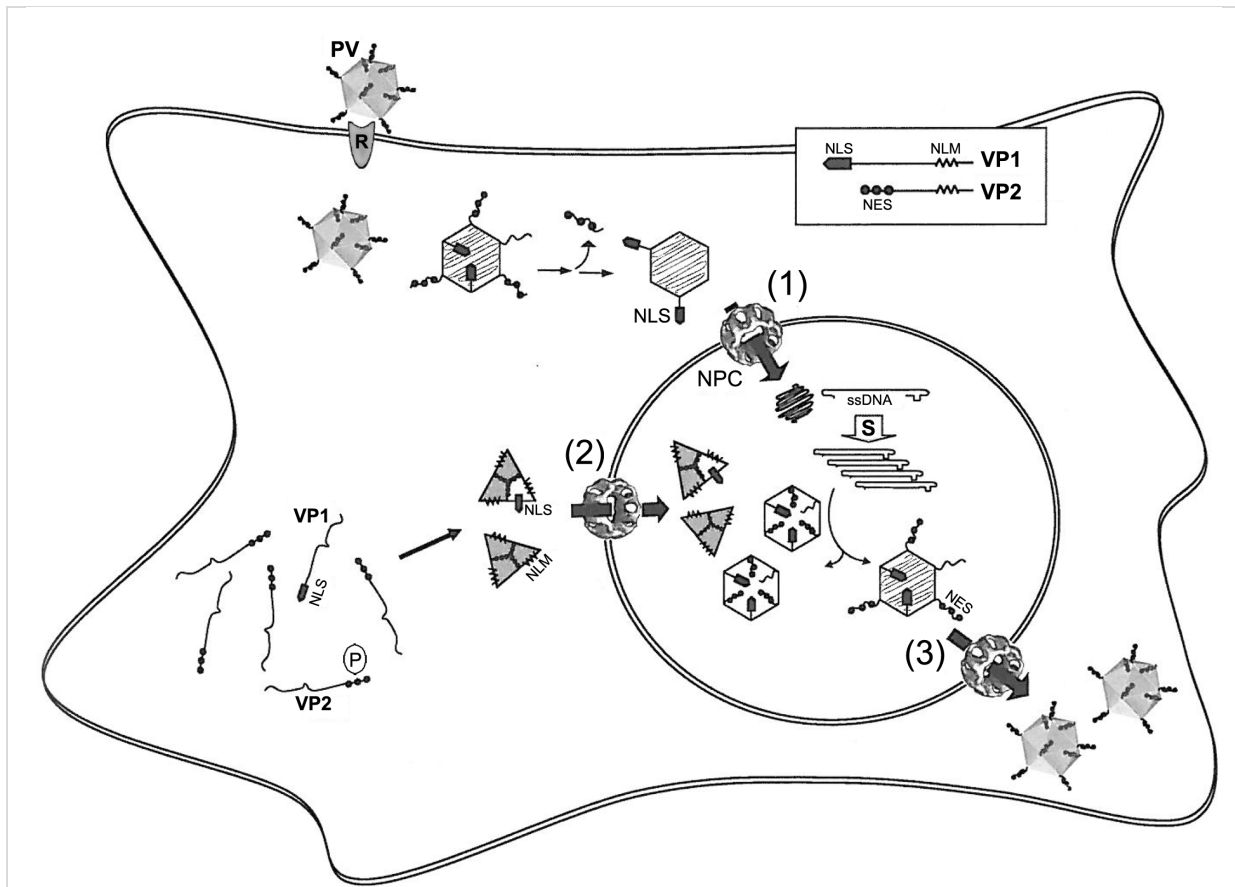 PV
R
NLS NLM VP1
NES VP2
NLS
(1)
NPC
ssDNA
S
(2)
NLS
NLM
VP1
NLS
P
VP2
NES
(3)